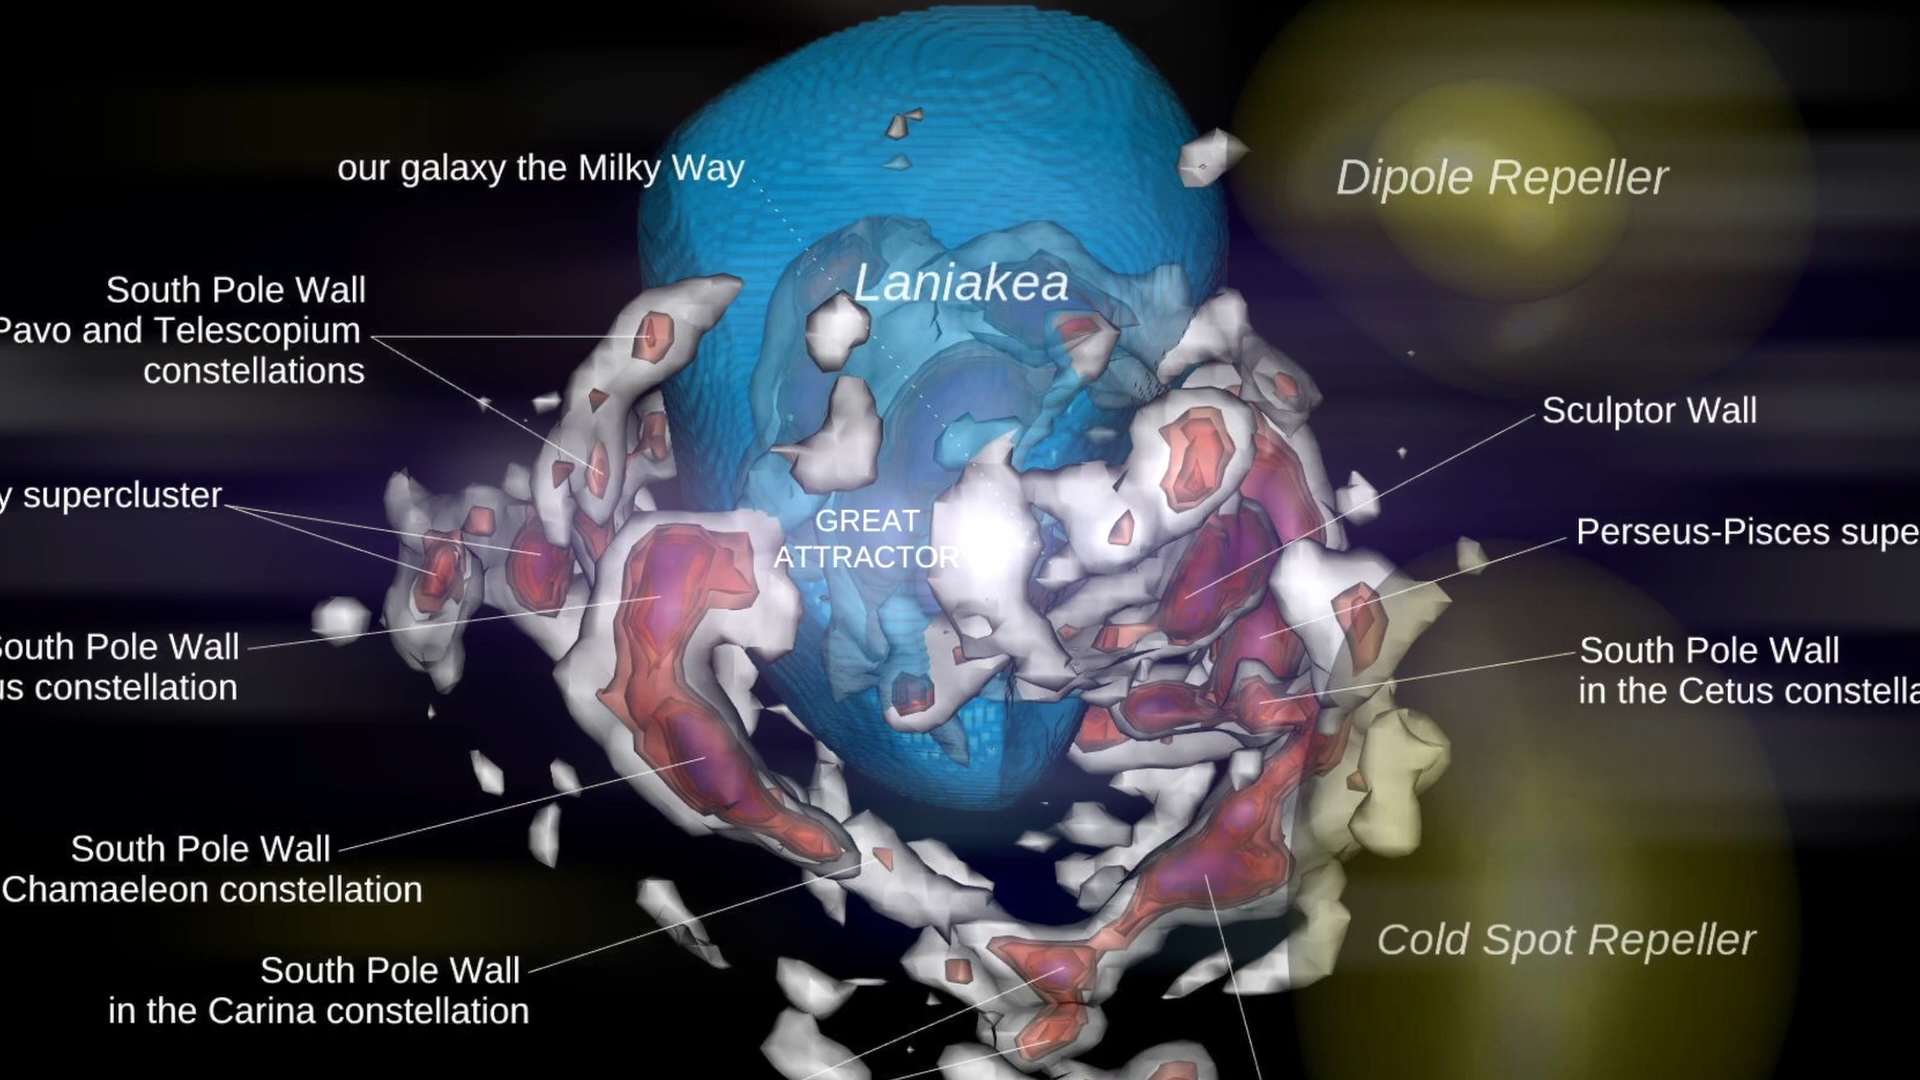 our galaxy the Milky Way
Dipole Repeller
Laniakea
South Pole Wall
Pavo and Telescopium
constellations
Sculptor Wall
supercluster
GREAT
ATTRACTOR
Perseus-Pisces supe
South Pole Wall
constellation
South Pole Wall
in the Cetus constella
South Pole Wall
Chamaeleon constellation
Cold Spot Repeller
South Pole Wall
in the Carina constellation